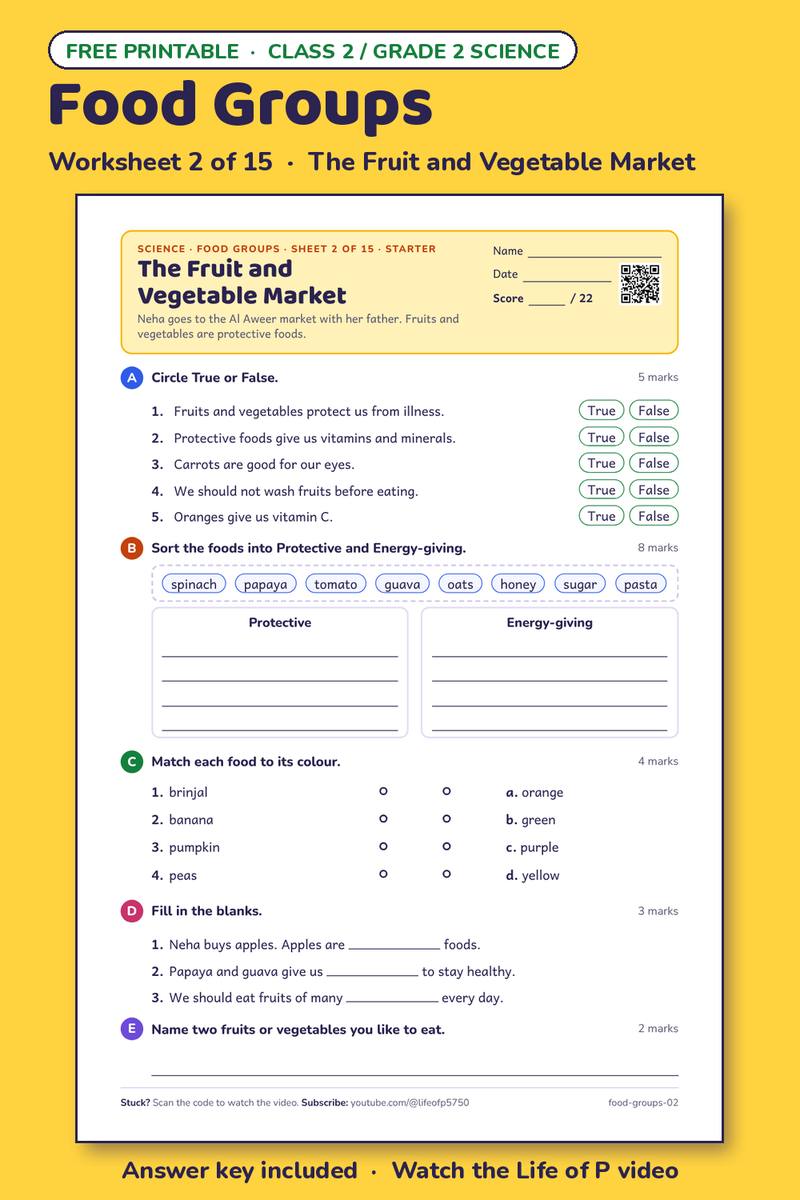 FREE PRINTABLE · CLASS 2 / GRADE 2 SCIENCE
Food Groups
Worksheet 2 of 15 · The Fruit and Vegetable Market
SCIENCE · FOOD GROUPS · SHEET 2 OF 15 · STARTER
The Fruit and
Vegetable Market
Neha goes to the Al Aweer market with her father. Fruits and
vegetables are protective foods.
Name
Date
Score / 22
A Circle True or False. 5 marks
1. Fruits and vegetables protect us from illness. True False
2. Protective foods give us vitamins and minerals. True False
3. Carrots are good for our eyes. True False
4. We should not wash fruits before eating. True False
5. Oranges give us vitamin C. True False
B Sort the foods into Protective and Energy-giving. 8 marks
spinach papaya tomato guava oats honey sugar pasta
Protective Energy-giving
C Match each food to its colour. 4 marks
1. brinjal a. orange
2. banana b. green
3. pumpkin c. purple
4. peas d. yellow
D Fill in the blanks. 3 marks
1. Neha buys apples. Apples are ____________ foods.
2. Papaya and guava give us ____________ to stay healthy.
3. We should eat fruits of many ____________ every day.
E Name two fruits or vegetables you like to eat. 2 marks
Stuck? Scan the code to watch the video. Subscribe: youtube.com/@lifeofp5750 food-groups-02
Answer key included · Watch the Life of P video